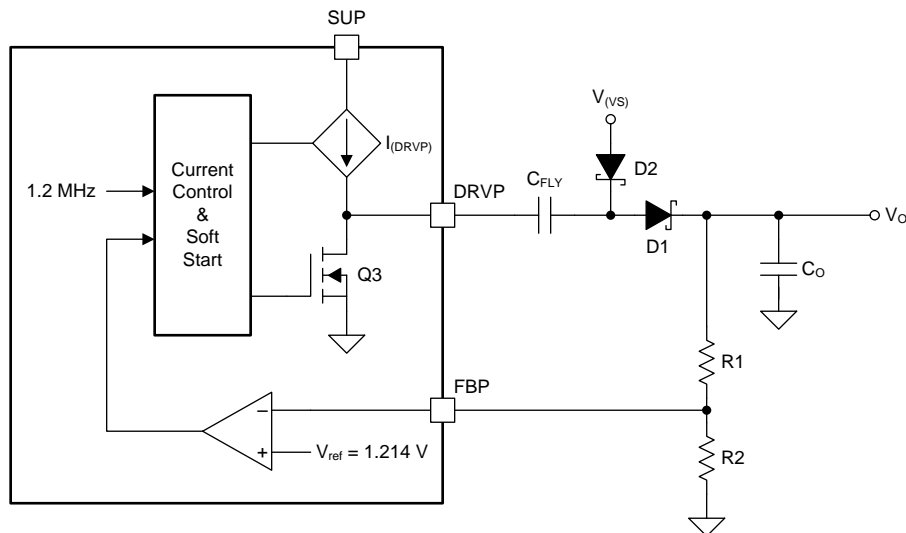 SUP
V(VS)
I(DRVP)
Current
Control
&
Soft
Start
1.2 MHz
DRVP
CFLY
D2
D1
VO
Q3
CO
R1
FBP
−
+
Vref = 1.214 V
R2